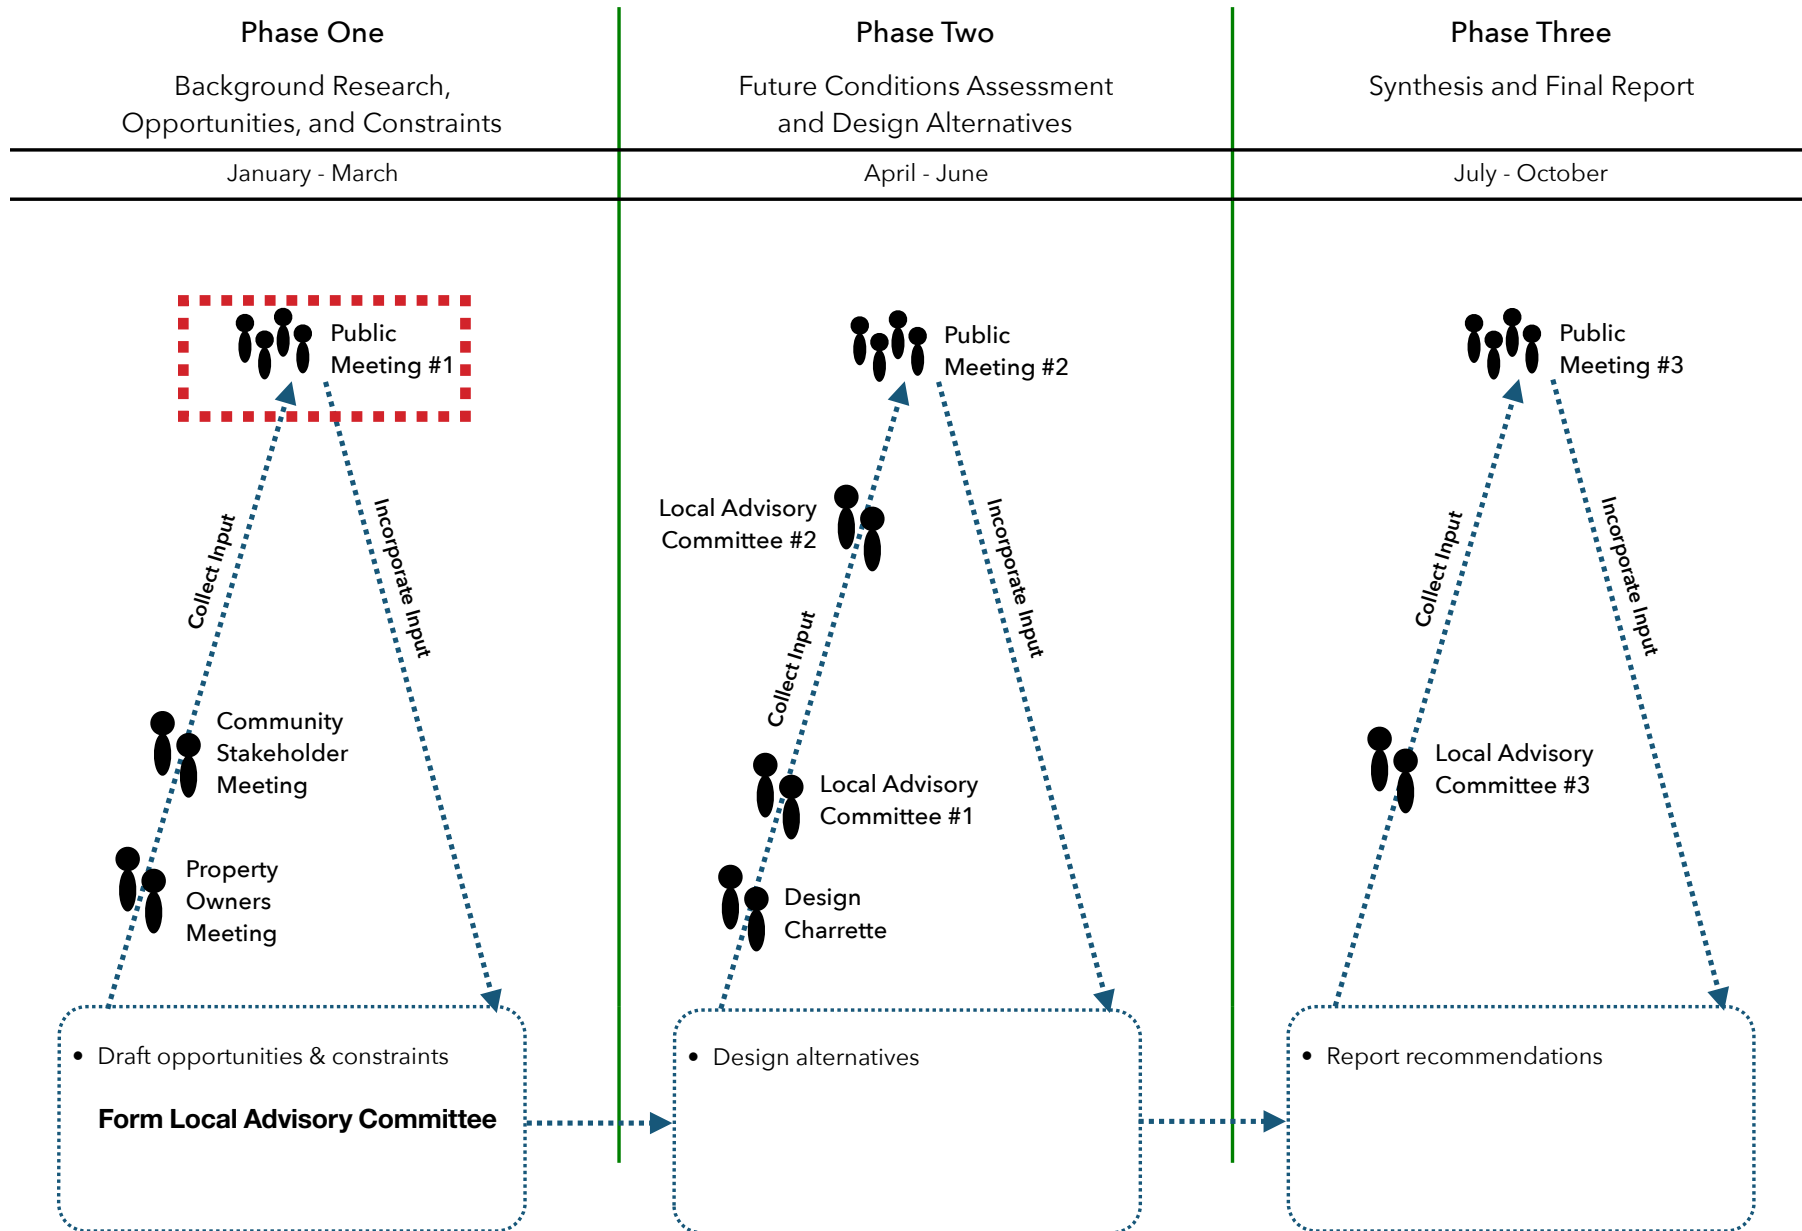 Phase One
Background Research,
Opportunities, and Constraints
January - March
Public
Meeting #1
Collect Input
Incorporate Input
Community
Stakeholder
Meeting
Property
Owners
Meeting
• Draft opportunities & constraints
Form Local Advisory Committee
Phase Two
Future Conditions Assessment
and Design Alternatives
April - June
Public
Meeting #2
Local Advisory
Committee #2
Collect Input
Incorporate Input
Local Advisory
Committee #1
Design
Charrette
• Design alternatives
Phase Three
Synthesis and Final Report
July - October
Public
Meeting #3
Collect Input
Incorporate Input
Local Advisory
Committee #3
• Report recommendations